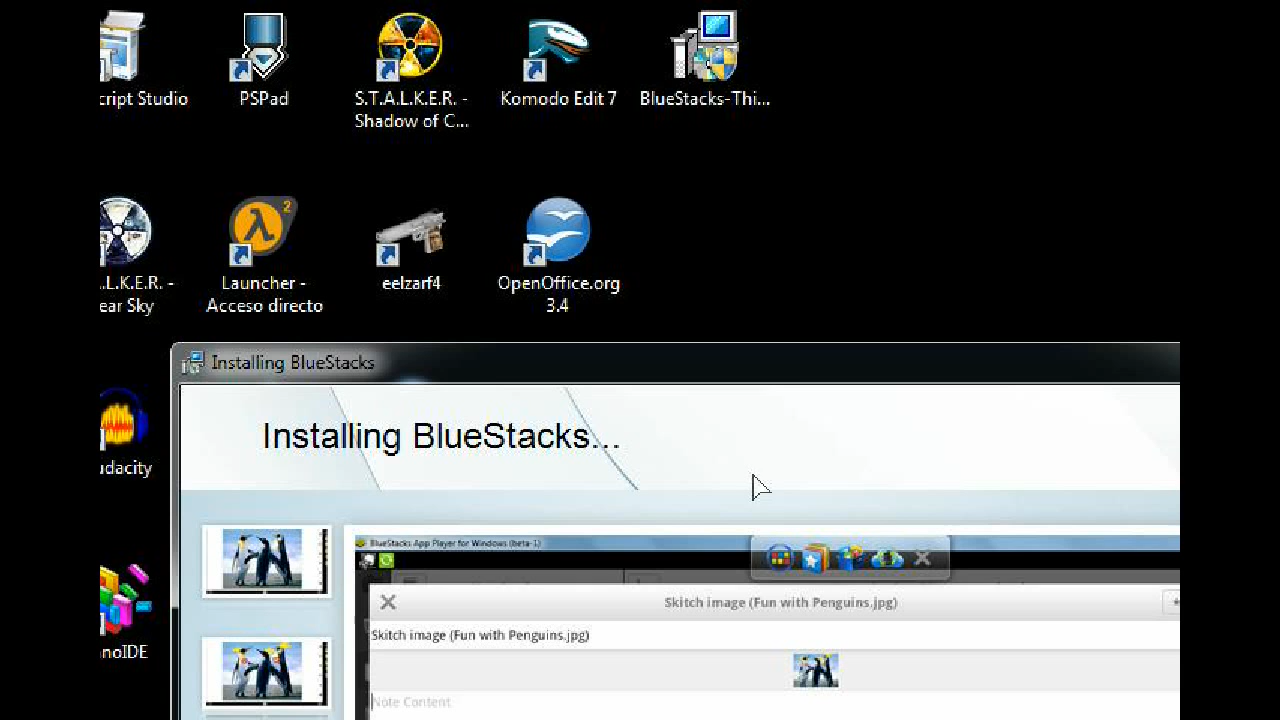 cript Studio
PSPad
S.T.A.L.K.E.R. -
Shadow of C...
Komodo Edit 7
BlueStacks-Thi...
.L.K.E.R. -
ear Sky
2
Launcher -
Acceso directo
eelzarf4
OpenOffice.org
3.4
udacity
noIDE
Installing BlueStacks
Installing BlueStacks...
BlueStacks App Player for Windows (beta-1)
Skitch image (Fun with Penguins.jpg)
Skitch image (Fun with Penguins.jpg)
Note Content